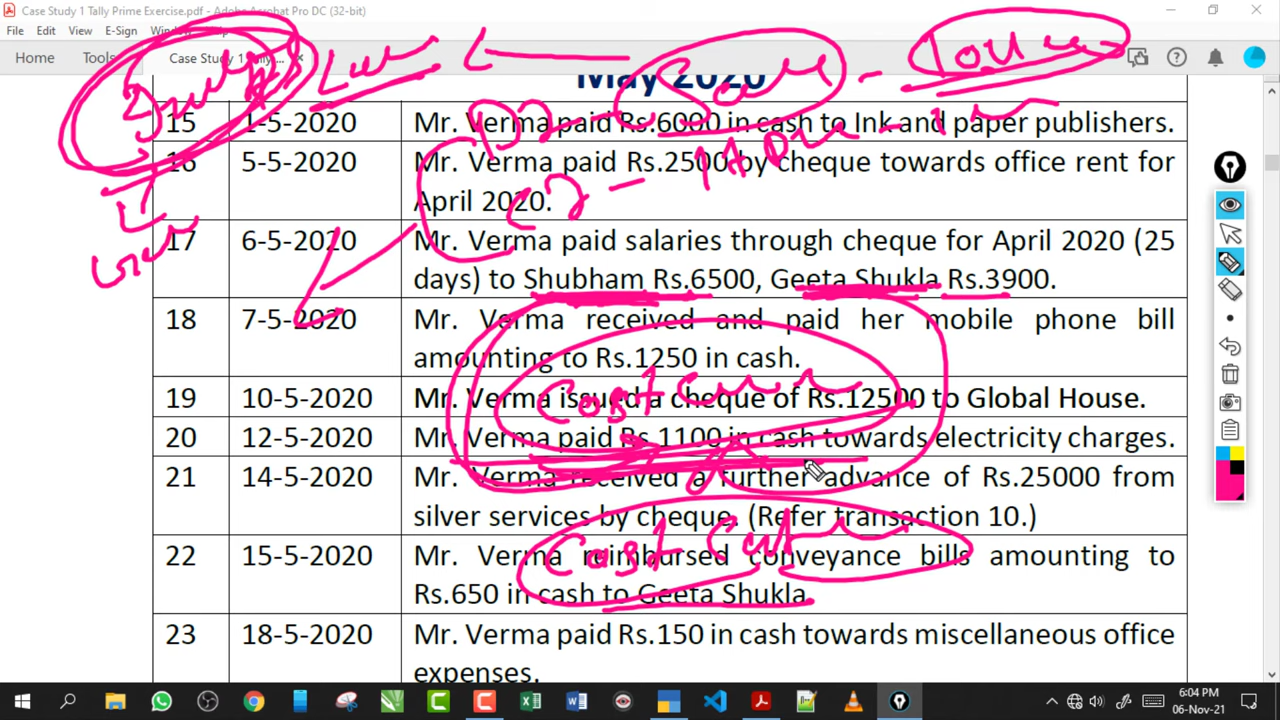 Case Study 1 Tally Prime Exercise.pdf - Adobe Acrobat Pro DC (32-bit)
File Edit View E-Sign Window Help
Home Tools Case Study 1 Tally ...
May 2020
15 1-5-2020 Mr. Verma paid Rs.6000 in cash to Ink and paper publishers.
16 5-5-2020 Mr. Verma paid Rs.2500 by cheque towards office rent for
April 2020.
17 6-5-2020 Mr. Verma paid salaries through cheque for April 2020 (25
days) to Shubham Rs.6500, Geeta Shukla Rs.3900.
18 7-5-2020 Mr. Verma received and paid her mobile phone bill
amounting to Rs.1250 in cash.
Cost
19 10-5-2020 Mr. Verma issued a cheque of Rs.12500 to Global House.
20 12-5-2020 Mr. Verma paid Rs.1100 in cash towards electricity charges.
21 14-5-2020 Mr. Verma received a further advance of Rs.25000 from
silver services by cheque. (Refer transaction 10.)
Cost
22 15-5-2020 Mr. Verma reimbursed conveyance bills amounting to
Rs.650 in cash to Geeta Shukla.
23 18-5-2020 Mr. Verma paid Rs.150 in cash towards miscellaneous office
expenses.
6:04 PM
06-Nov-21